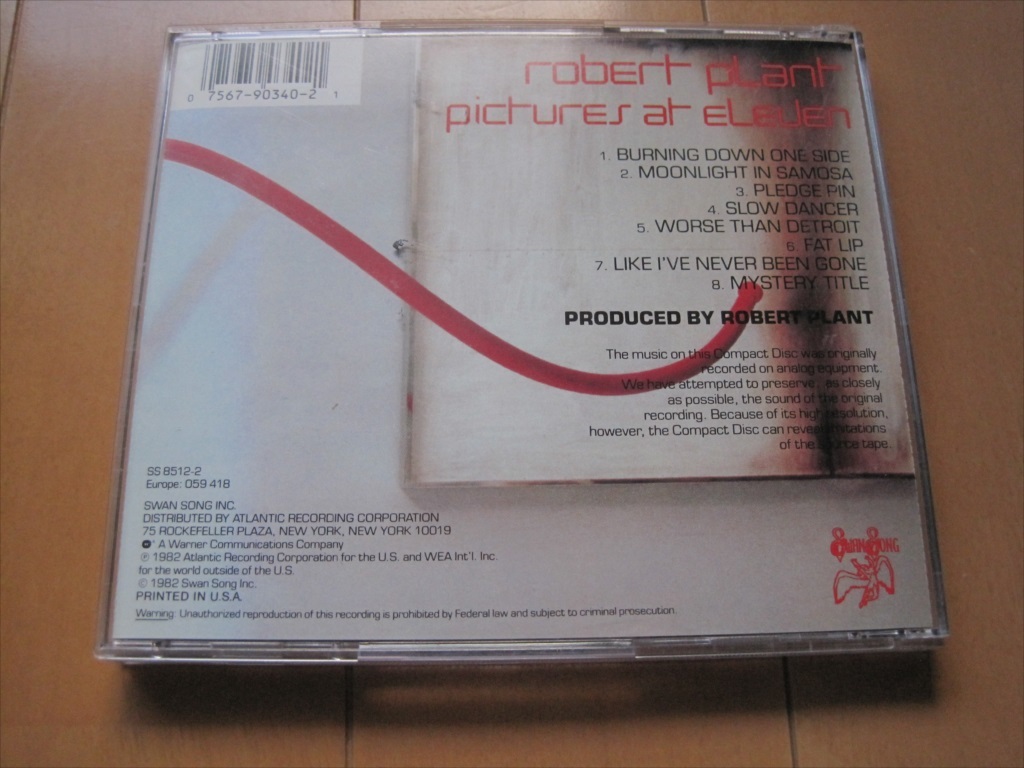 0 7567-90340-2 1
robert plant
pictures at eleven
1. BURNING DOWN ONE SIDE
2. MOONLIGHT IN SAMOSA
3. PLEDGE PIN
4. SLOW DANCER
5. WORSE THAN DETROIT
6. FAT LIP
7. LIKE I'VE NEVER BEEN GONE
8. MYSTERY TITLE
PRODUCED BY ROBERT PLANT
The music on this Compact Disc was originally
recorded on analog equipment.
We have attempted to preserve, as closely
as possible, the sound of the original
recording. Because of its high resolution,
however, the Compact Disc can reveal limitations
of the source tape.
SS 8512-2
Europe: 059 418
SWAN SONG INC.
DISTRIBUTED BY ATLANTIC RECORDING CORPORATION
75 ROCKEFELLER PLAZA, NEW YORK, NEW YORK 10019
A Warner Communications Company
℗ 1982 Atlantic Recording Corporation for the U.S. and WEA Int'l. Inc.
for the world outside of the U.S.
© 1982 Swan Song Inc.
PRINTED IN U.S.A.
Warning: Unauthorized reproduction of this recording is prohibited by Federal law and subject to criminal prosecution.
SWAN SONG